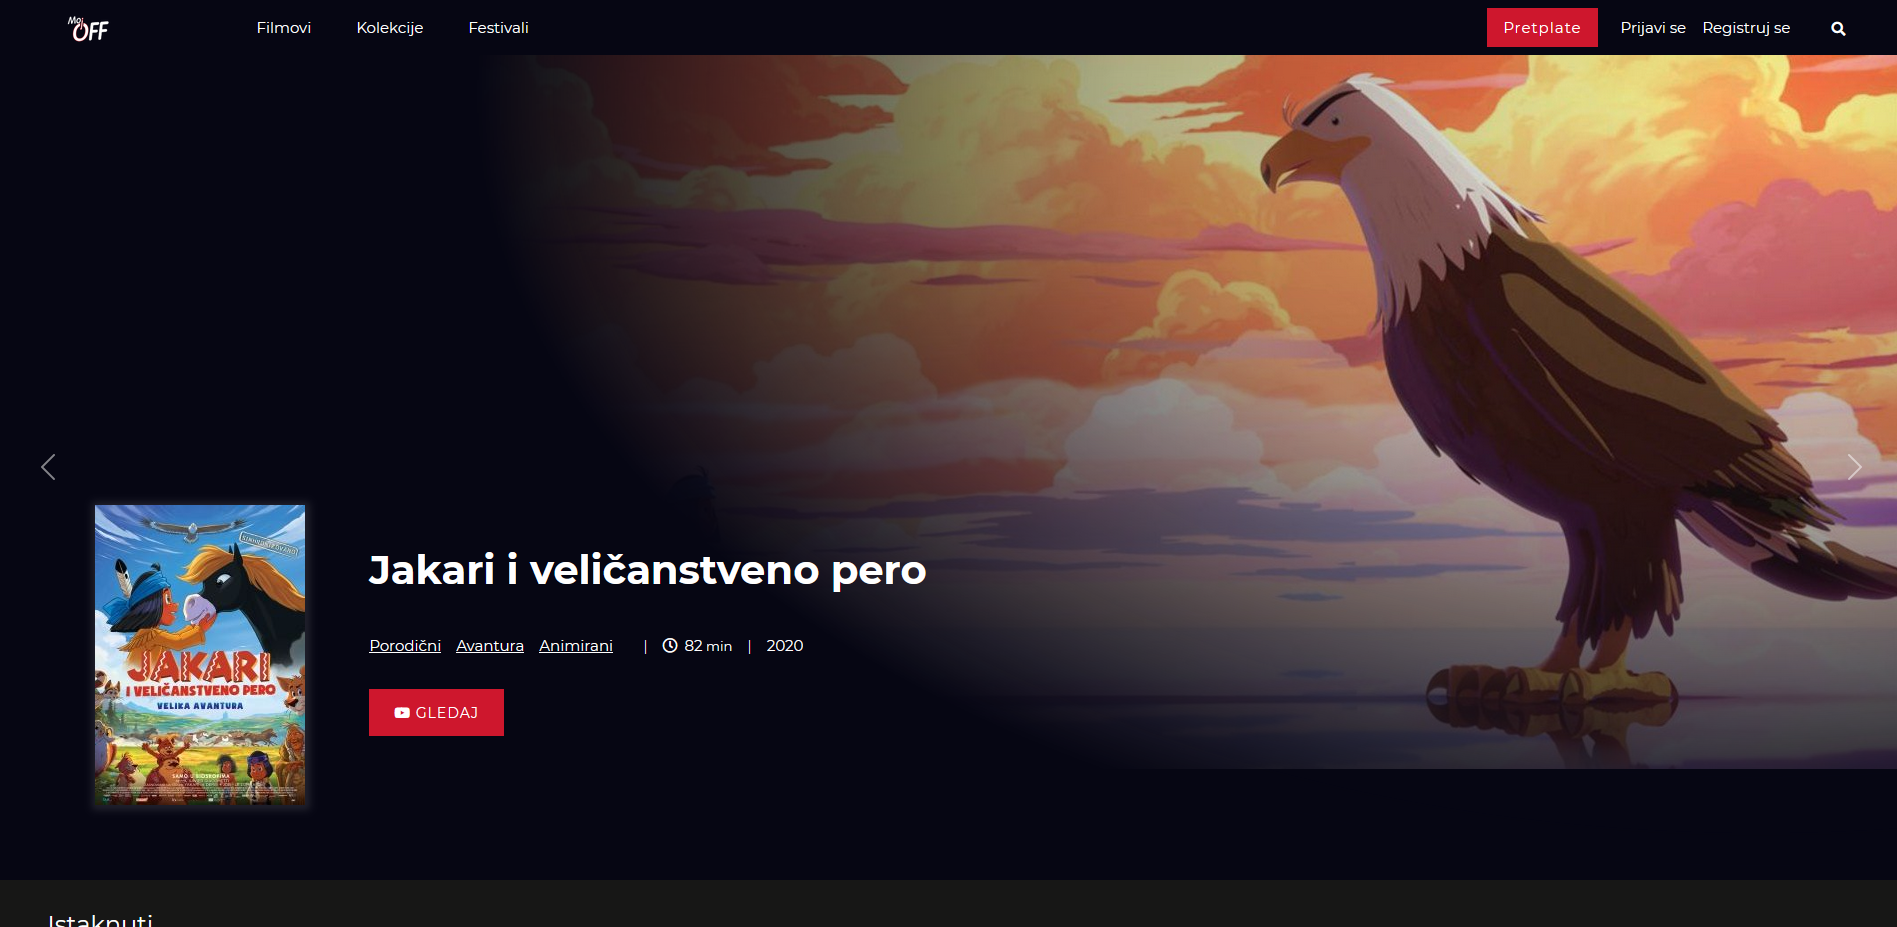 Moj OFF
Filmovi
Kolekcije
Festivali
Pretplate
Prijavi se
Registruj se
SINHRONIZOVANO
JAKARI
I VELIČANSTVENO PERO
VELIKA AVANTURA
SAMO U BIOSKOPIMA
Jakari i veličanstveno pero
Porodični Avantura Animirani | 82 min | 2020
GLEDAJ
Istaknuti